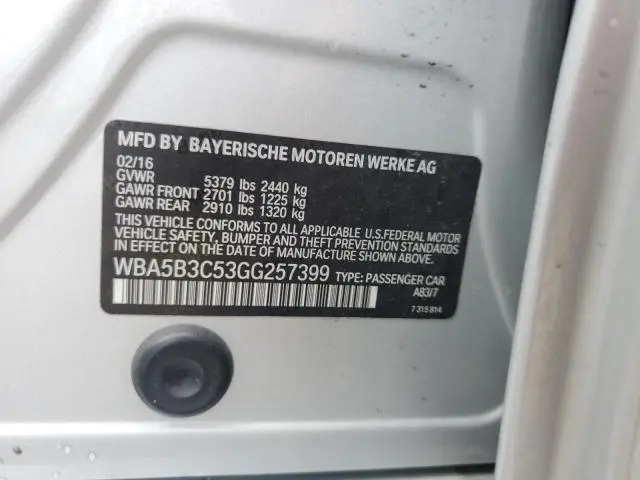 MFD BY BAYERISCHE MOTOREN WERKE AG
02/16
GVWR 5379 lbs 2440 kg
GAWR FRONT 2701 lbs 1225 kg
GAWR REAR 2910 lbs 1320 kg
THIS VEHICLE CONFORMS TO ALL APPLICABLE U.S. FEDERAL MOTOR
VEHICLE SAFETY, BUMPER AND THEFT PREVENTION STANDARDS
IN EFFECT ON THE DATE OF MANUFACTURE SHOWN ABOVE.
WBA5B3C53GG257399 TYPE: PASSENGER CAR
A83/7
7315814